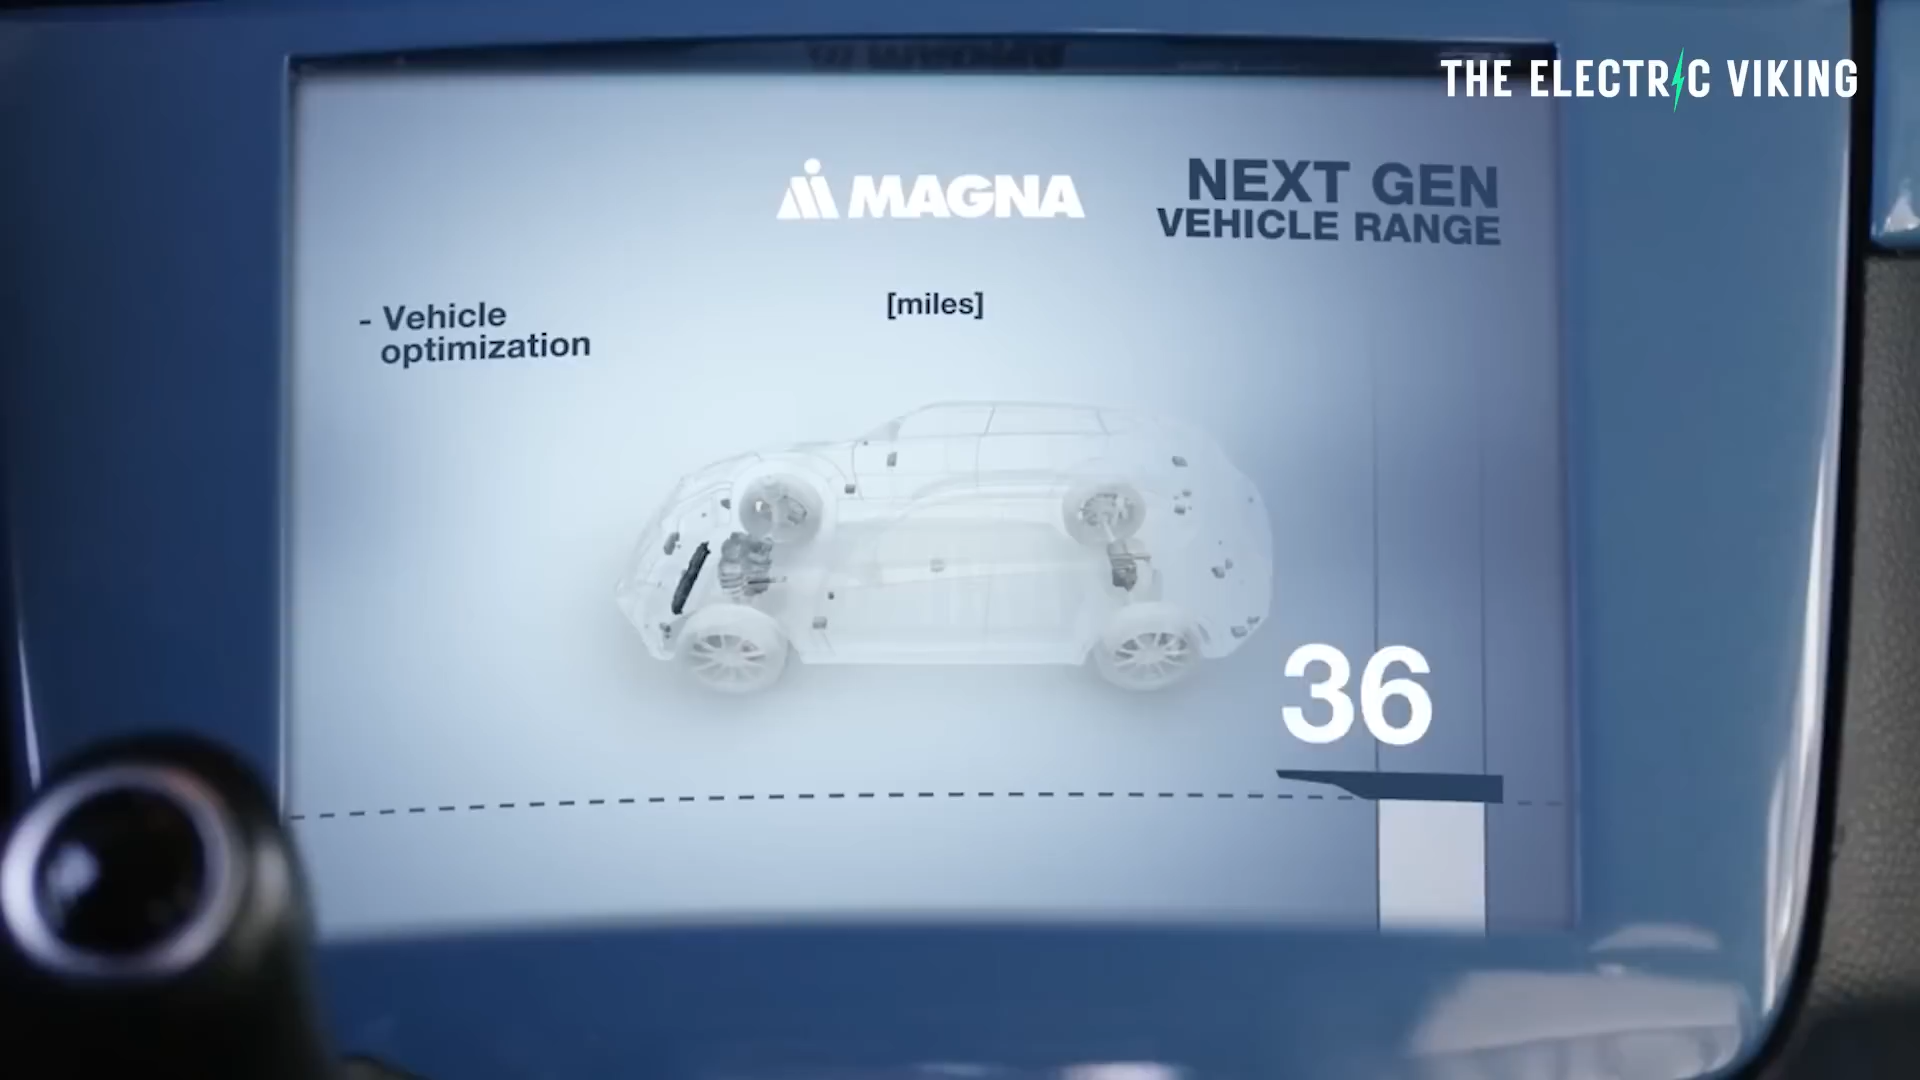 THE ELECTRIC VIKING
MAGNA
NEXT GEN
VEHICLE RANGE
[miles]
- Vehicle
optimization
36